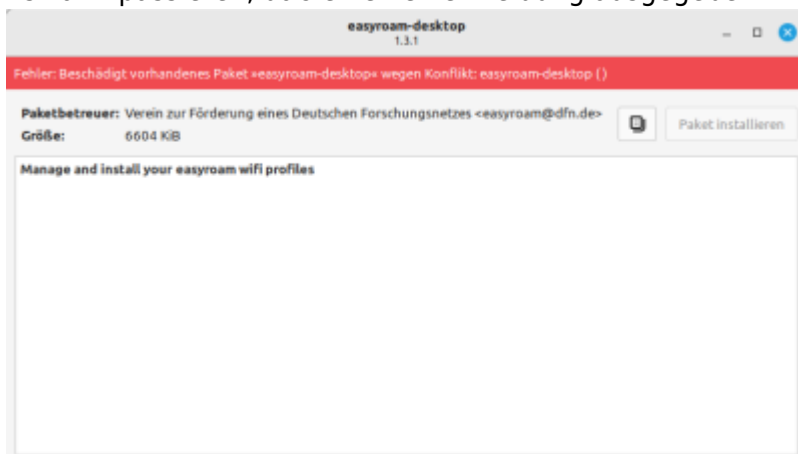 easyroam-desktop
1.3.1
Fehler: Beschädigt vorhandenes Paket »easyroam-desktop« wegen Konflikt: easyroam-desktop ()
Paketbetreuer: Verein zur Förderung eines Deutschen Forschungsnetzes <easyroam@dfn.de>
Paket installieren
Größe: 6604 KiB
Manage and install your easyroam wifi profiles